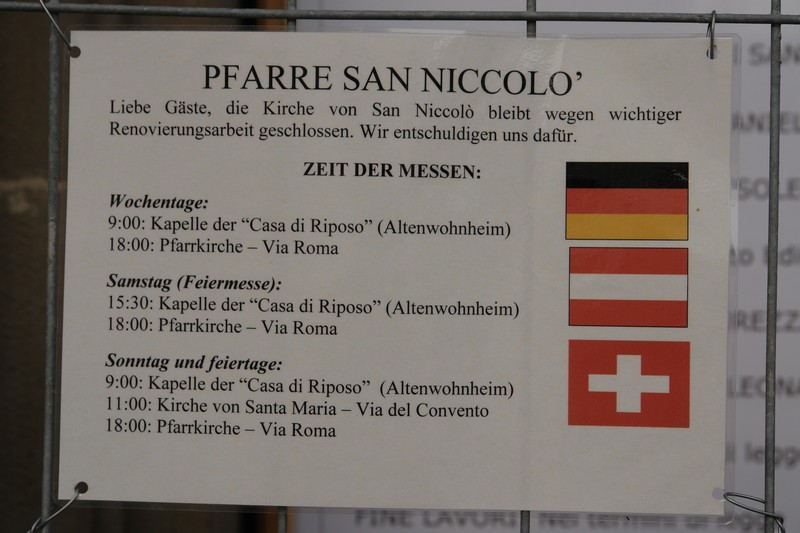 PFARRE SAN NICCOLO'
Liebe Gäste, die Kirche von San Niccolò bleibt wegen wichtiger
Renovierungsarbeit geschlossen. Wir entschuldigen uns dafür.
ZEIT DER MESSEN:
Wochentage:
9:00: Kapelle der “Casa di Riposo” (Altenwohnheim)
18:00: Pfarrkirche – Via Roma
Samstag (Feiermesse):
15:30: Kapelle der “Casa di Riposo” (Altenwohnheim)
18:00: Pfarrkirche – Via Roma
Sonntag und feiertage:
9:00: Kapelle der “Casa di Riposo” (Altenwohnheim)
11:00: Kirche von Santa Maria – Via del Convento
18:00: Pfarrkirche – Via Roma
FINE LAVORI